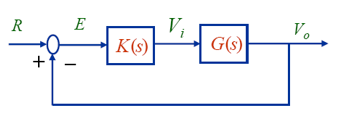 R E K(s) V_i G(s) V_o
+ −